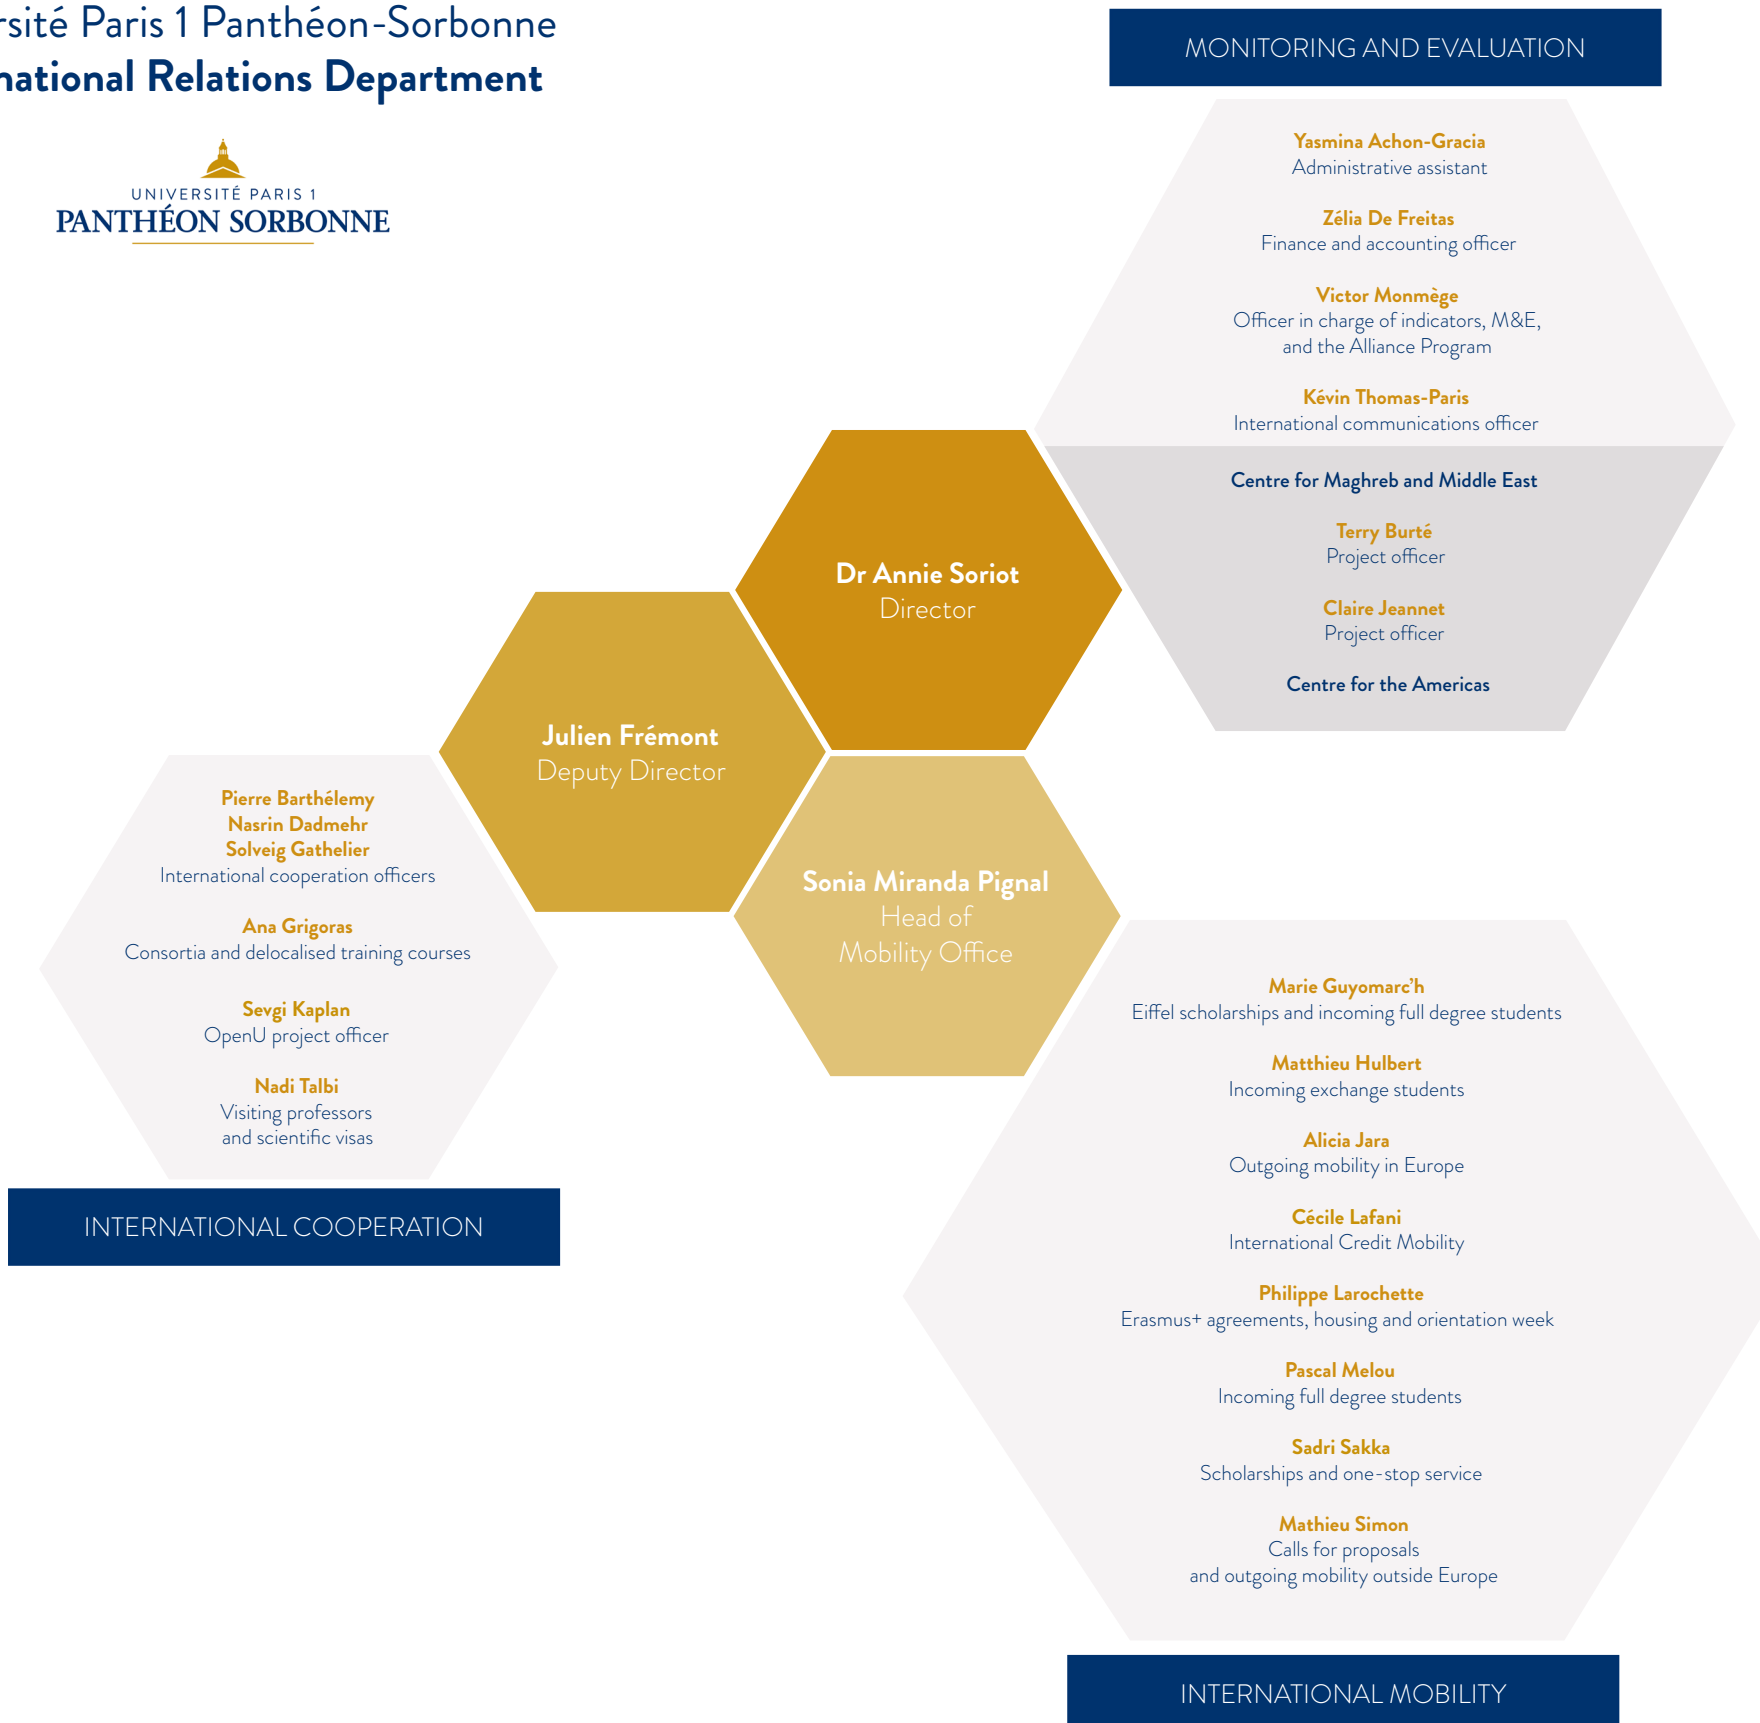 rsité Paris 1 Panthéon-Sorbonne
national Relations Department
UNIVERSITÉ PARIS 1
PANTHÉON SORBONNE
MONITORING AND EVALUATION
Yasmina Achon-Gracia
Administrative assistant
Zélia De Freitas
Finance and accounting officer
Victor Monmège
Officer in charge of indicators, M&E,
and the Alliance Program
Kévin Thomas-Paris
International communications officer
Centre for Maghreb and Middle East
Terry Burté
Project officer
Claire Jeannet
Project officer
Centre for the Americas
Dr Annie Soriot
Director
Julien Frémont
Deputy Director
Sonia Miranda Pignal
Head of
Mobility Office
Pierre Barthélemy
Nasrin Dadmehr
Solveig Gathelier
International cooperation officers
Ana Grigoras
Consortia and delocalised training courses
Sevgi Kaplan
OpenU project officer
Nadi Talbi
Visiting professors
and scientific visas
INTERNATIONAL COOPERATION
Marie Guyomarc’h
Eiffel scholarships and incoming full degree students
Matthieu Hulbert
Incoming exchange students
Alicia Jara
Outgoing mobility in Europe
Cécile Lafani
International Credit Mobility
Philippe Larochette
Erasmus+ agreements, housing and orientation week
Pascal Melou
Incoming full degree students
Sadri Sakka
Scholarships and one-stop service
Mathieu Simon
Calls for proposals
and outgoing mobility outside Europe
INTERNATIONAL MOBILITY